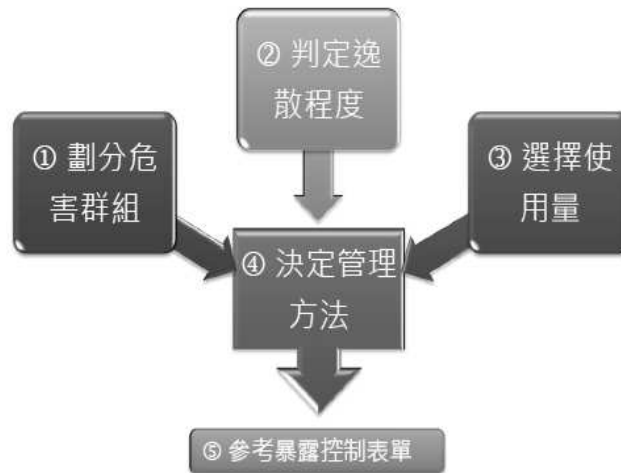 ① 劃分危
害群組
② 判定逸
散程度
③ 選擇使
用量
④ 決定管理
方法
⑤ 參考暴露控制表單